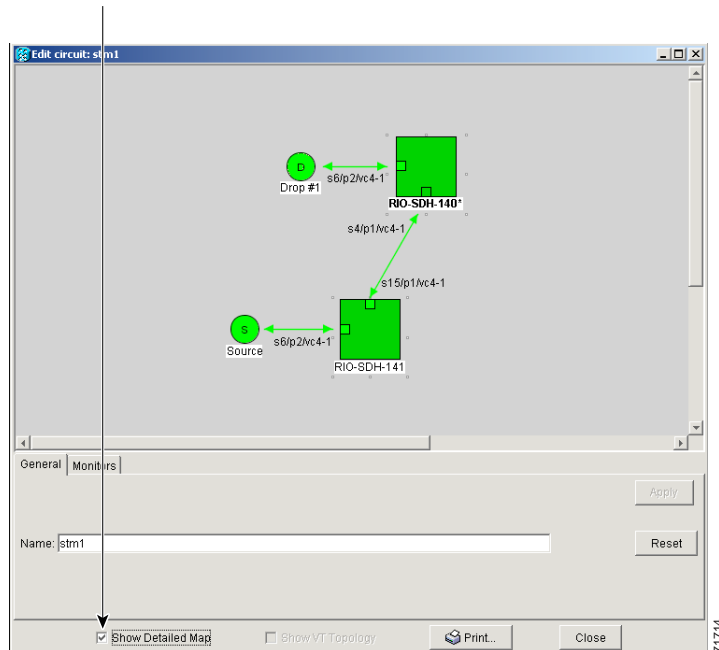 Edit circuit: stm1
D
s6/p2/vc4-1
Drop #1
RIO-SDH-140*
s4/p1/vc4-1
s15/p1/vc4-1
S
s6/p2/vc4-1
Source
RIO-SDH-141
General
Monitors
Apply
Name: stm1
Reset
Show Detailed Map
Show VT Topology
Print...
Close
71714